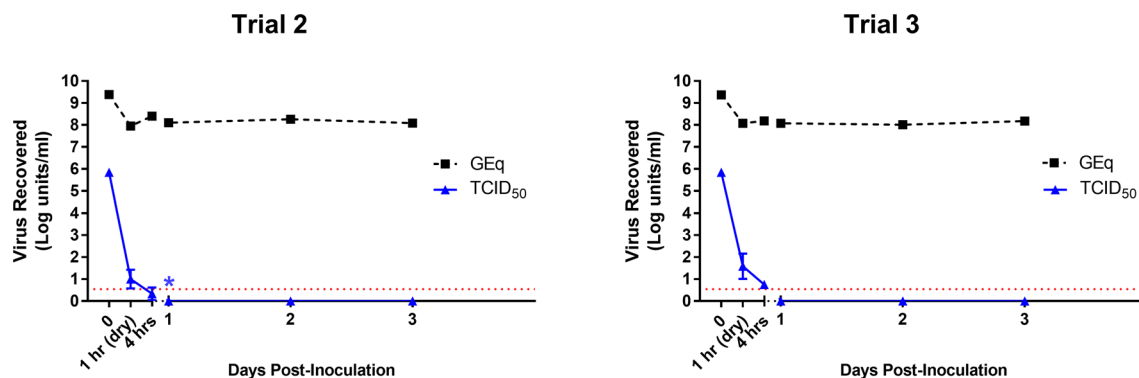 Trial 2
Virus Recovered
(Log units/ml)
10
9
8
7
6
5
4
3
2
1
0
GEq
TCID50
*
0
1 hr (dry)
4 hrs
1
2
3
Days Post-Inoculation
Trial 3
Virus Recovered
(Log units/ml)
10
9
8
7
6
5
4
3
2
1
0
GEq
TCID50
0
1 hr (dry)
4 hrs
1
2
3
Days Post-Inoculation